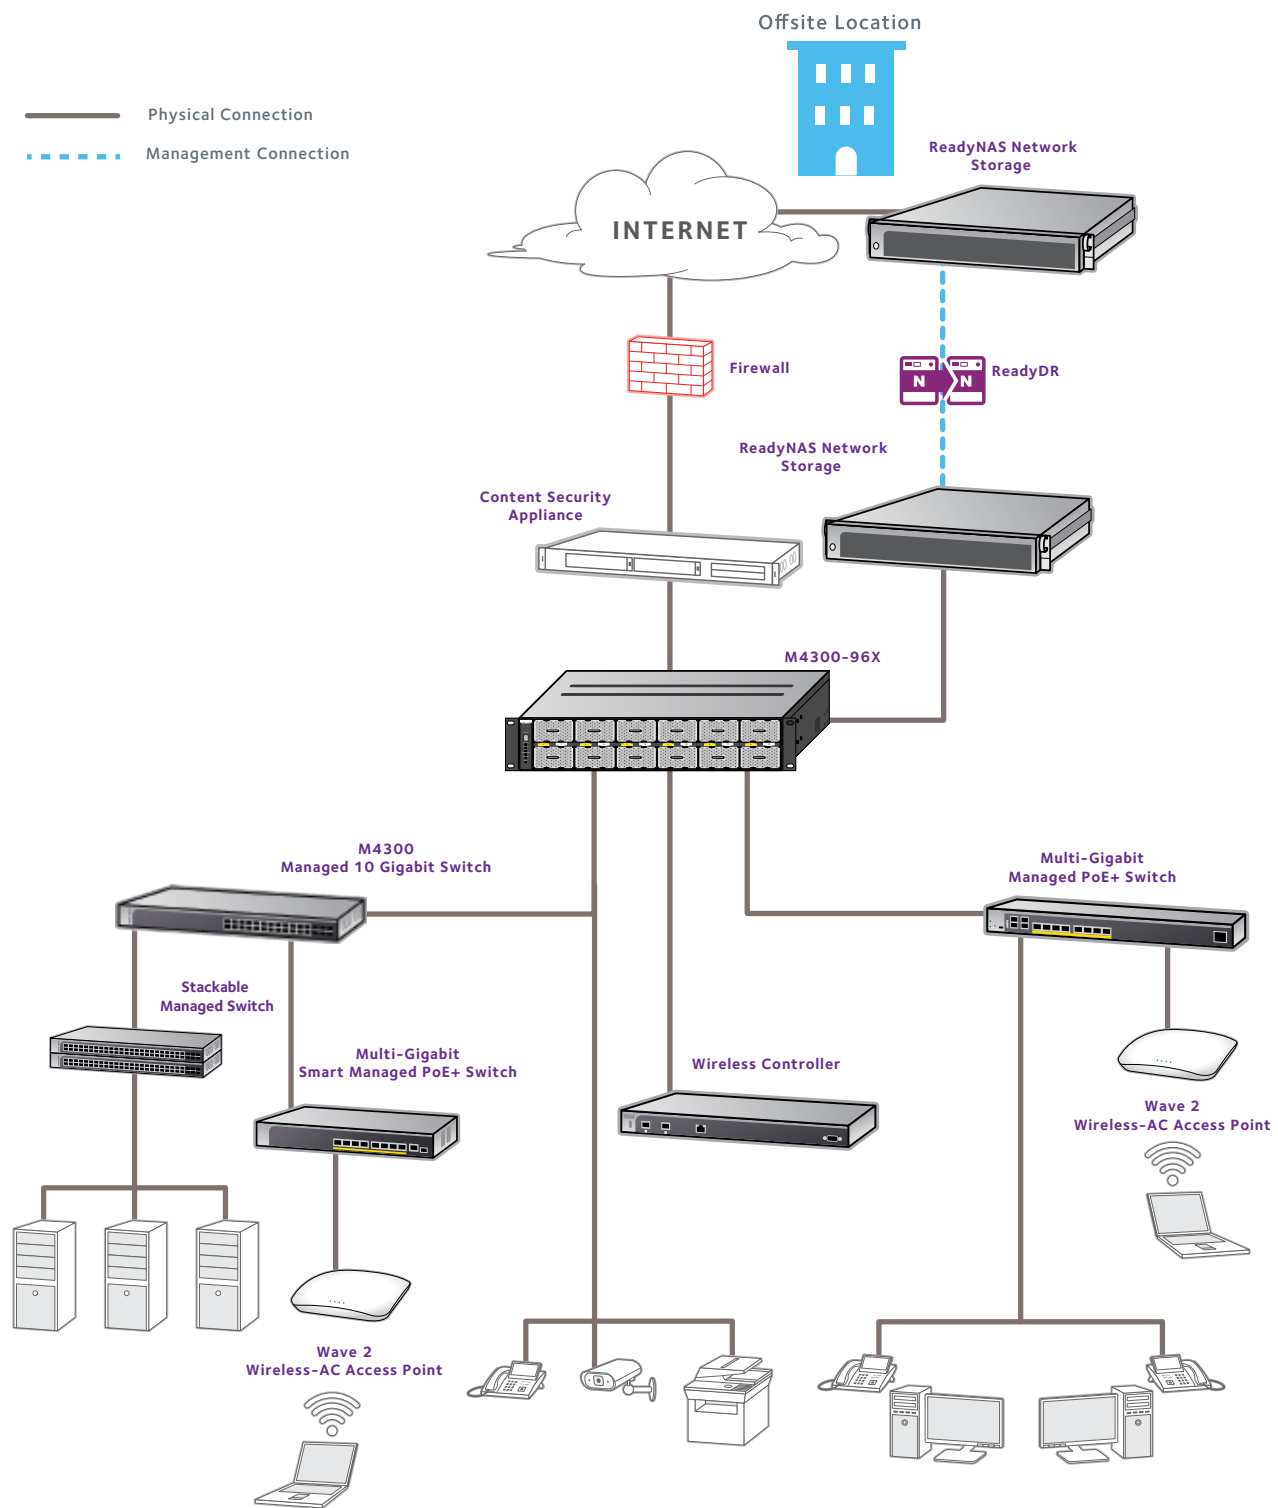 Offsite Location
Physical Connection
Management Connection
ReadyNAS Network
Storage
INTERNET
Firewall
N N
ReadyDR
ReadyNAS Network
Storage
Content Security
Appliance
M4300-96X
M4300
Managed 10 Gigabit Switch
Multi-Gigabit
Managed PoE+ Switch
Stackable
Managed Switch
Multi-Gigabit
Smart Managed PoE+ Switch
Wireless Controller
Wave 2
Wireless-AC Access Point
Wave 2
Wireless-AC Access Point